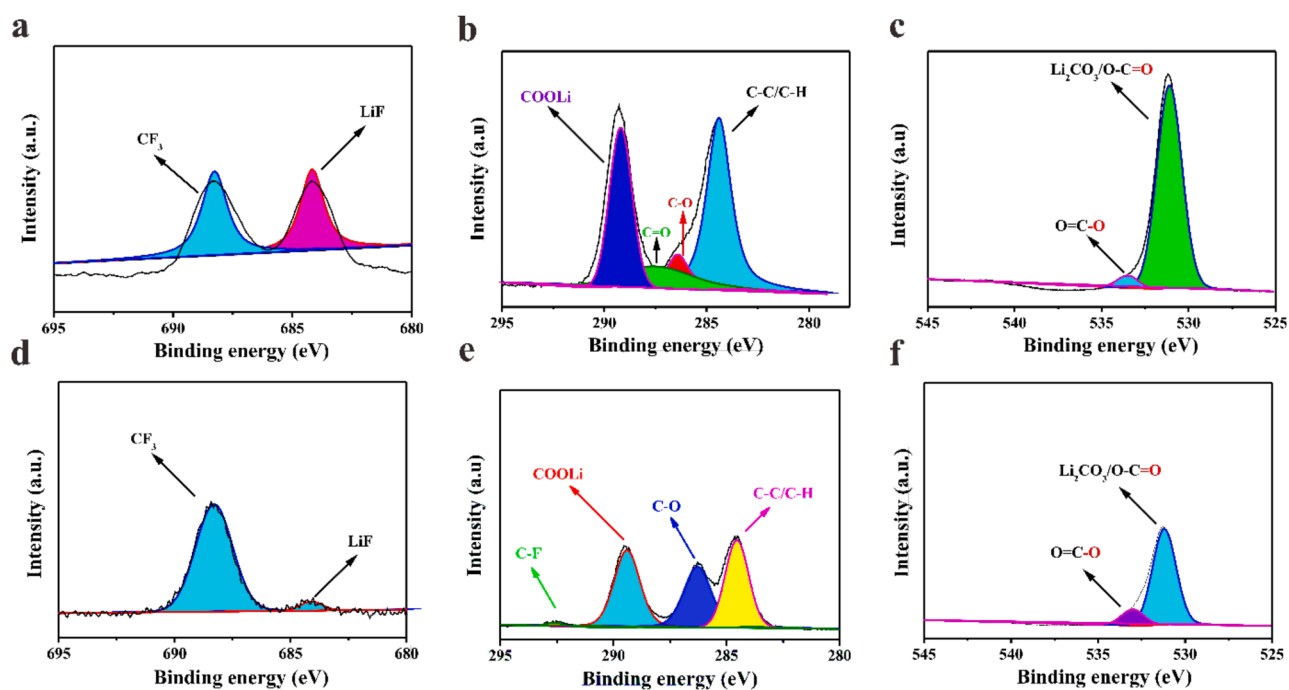 a
Intensity (a.u.)
CF3
LiF
695 690 685 680
Binding energy (eV)
b
Intensity (a.u)
COOLi
C=O
C-O
C-C/C-H
295 290 285 280
Binding energy (eV)
c
Intensity (a.u)
Li2CO3/O-C=O
O=C-O
545 540 535 530 525
Binding energy (eV)
d
Intensity (a.u.)
CF3
LiF
695 690 685 680
Binding energy (eV)
e
Intensity (a.u.)
C-F
COOLi
C-O
C-C/C-H
295 290 285 280
Binding energy (eV)
f
Intensity (a.u.)
Li2CO3/O-C=O
O=C-O
545 540 535 530 525
Binding energy (eV)